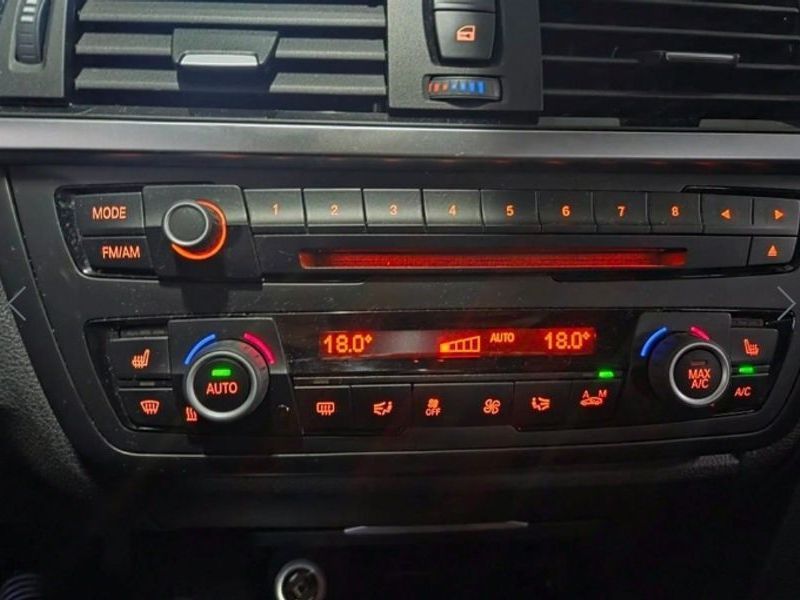 MODE 1 2 3 4 5 6 7 8
FM/AM
18.0° AUTO 18.0°
AUTO
MAX
A/C
A/C
OFF
A M